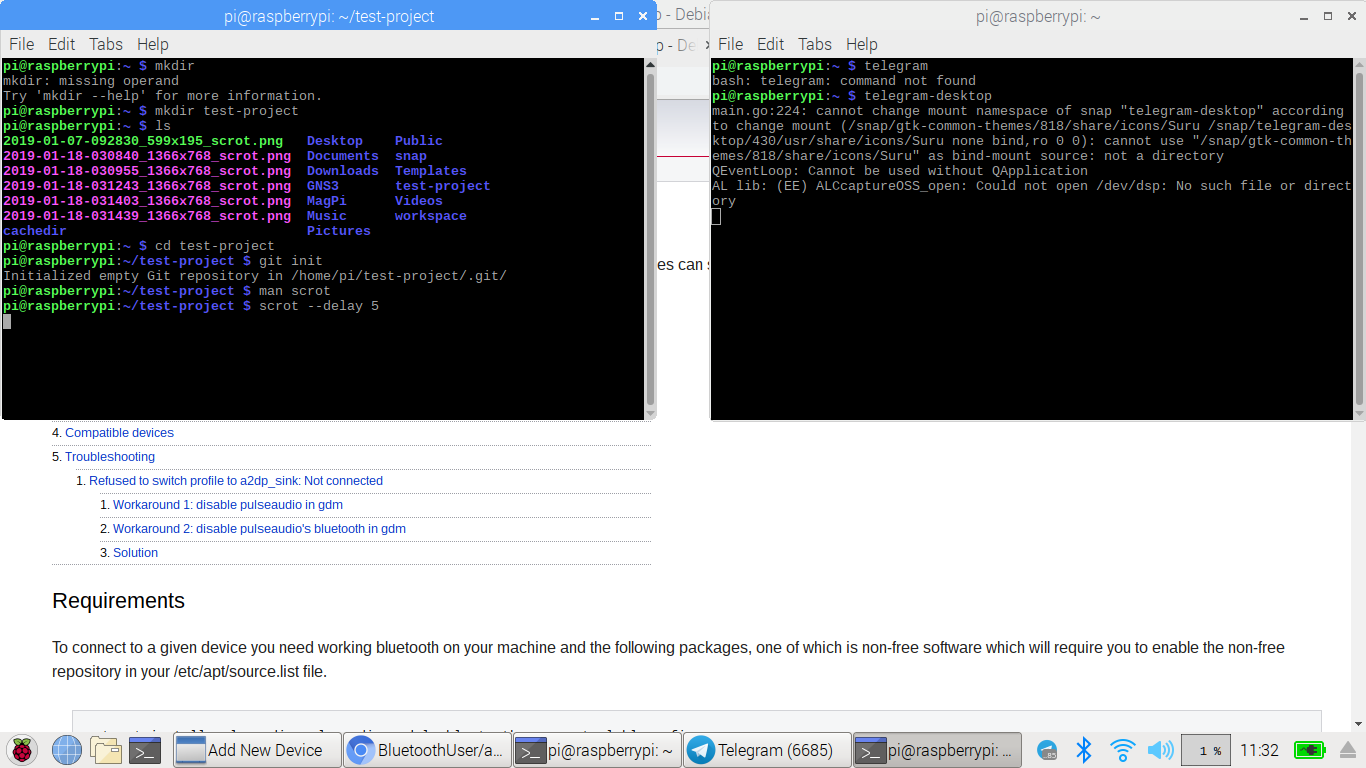 pi@raspberrypi: ~/test-project
File Edit Tabs Help
pi@raspberrypi:~ $ mkdir
mkdir: missing operand
Try 'mkdir --help' for more information.
pi@raspberrypi:~ $ mkdir test-project
pi@raspberrypi:~ $ ls
2019-01-07-092830_599x195_scrot.png Desktop Public
2019-01-18-030840_1366x768_scrot.png Documents snap
2019-01-18-030955_1366x768_scrot.png Downloads Templates
2019-01-18-031243_1366x768_scrot.png GNS3 test-project
2019-01-18-031403_1366x768_scrot.png MagPi Videos
2019-01-18-031439_1366x768_scrot.png Music workspace
cachedir Pictures
pi@raspberrypi:~ $ cd test-project
pi@raspberrypi:~/test-project $ git init
Initialized empty Git repository in /home/pi/test-project/.git/
pi@raspberrypi:~/test-project $ man scrot
pi@raspberrypi:~/test-project $ scrot --delay 5
p - Debi
p - De
es can
pi@raspberrypi: ~
File Edit Tabs Help
pi@raspberrypi:~ $ telegram
bash: telegram: command not found
pi@raspberrypi:~ $ telegram-desktop
main.go:224: cannot change mount namespace of snap "telegram-desktop" according
to change mount (/snap/gtk-common-themes/818/share/icons/Suru /snap/telegram-des
ktop/430/usr/share/icons/Suru none bind,ro 0 0): cannot use "/snap/gtk-common-th
emes/818/share/icons/Suru" as bind-mount source: not a directory
QEventLoop: Cannot be used without QApplication
AL lib: (EE) ALCcaptureOSS_open: Could not open /dev/dsp: No such file or direct
ory
4. Compatible devices
5. Troubleshooting
1. Refused to switch profile to a2dp_sink: Not connected
1. Workaround 1: disable pulseaudio in gdm
2. Workaround 2: disable pulseaudio's bluetooth in gdm
3. Solution
Requirements
To connect to a given device you need working bluetooth on your machine and the following packages, one of which is non-free software which will require you to enable the non-free
repository in your /etc/apt/source.list file.
Add New Device
BluetoothUser/a...
pi@raspberrypi: ~
Telegram (6685)
pi@raspberrypi: ...
1 %
11:32